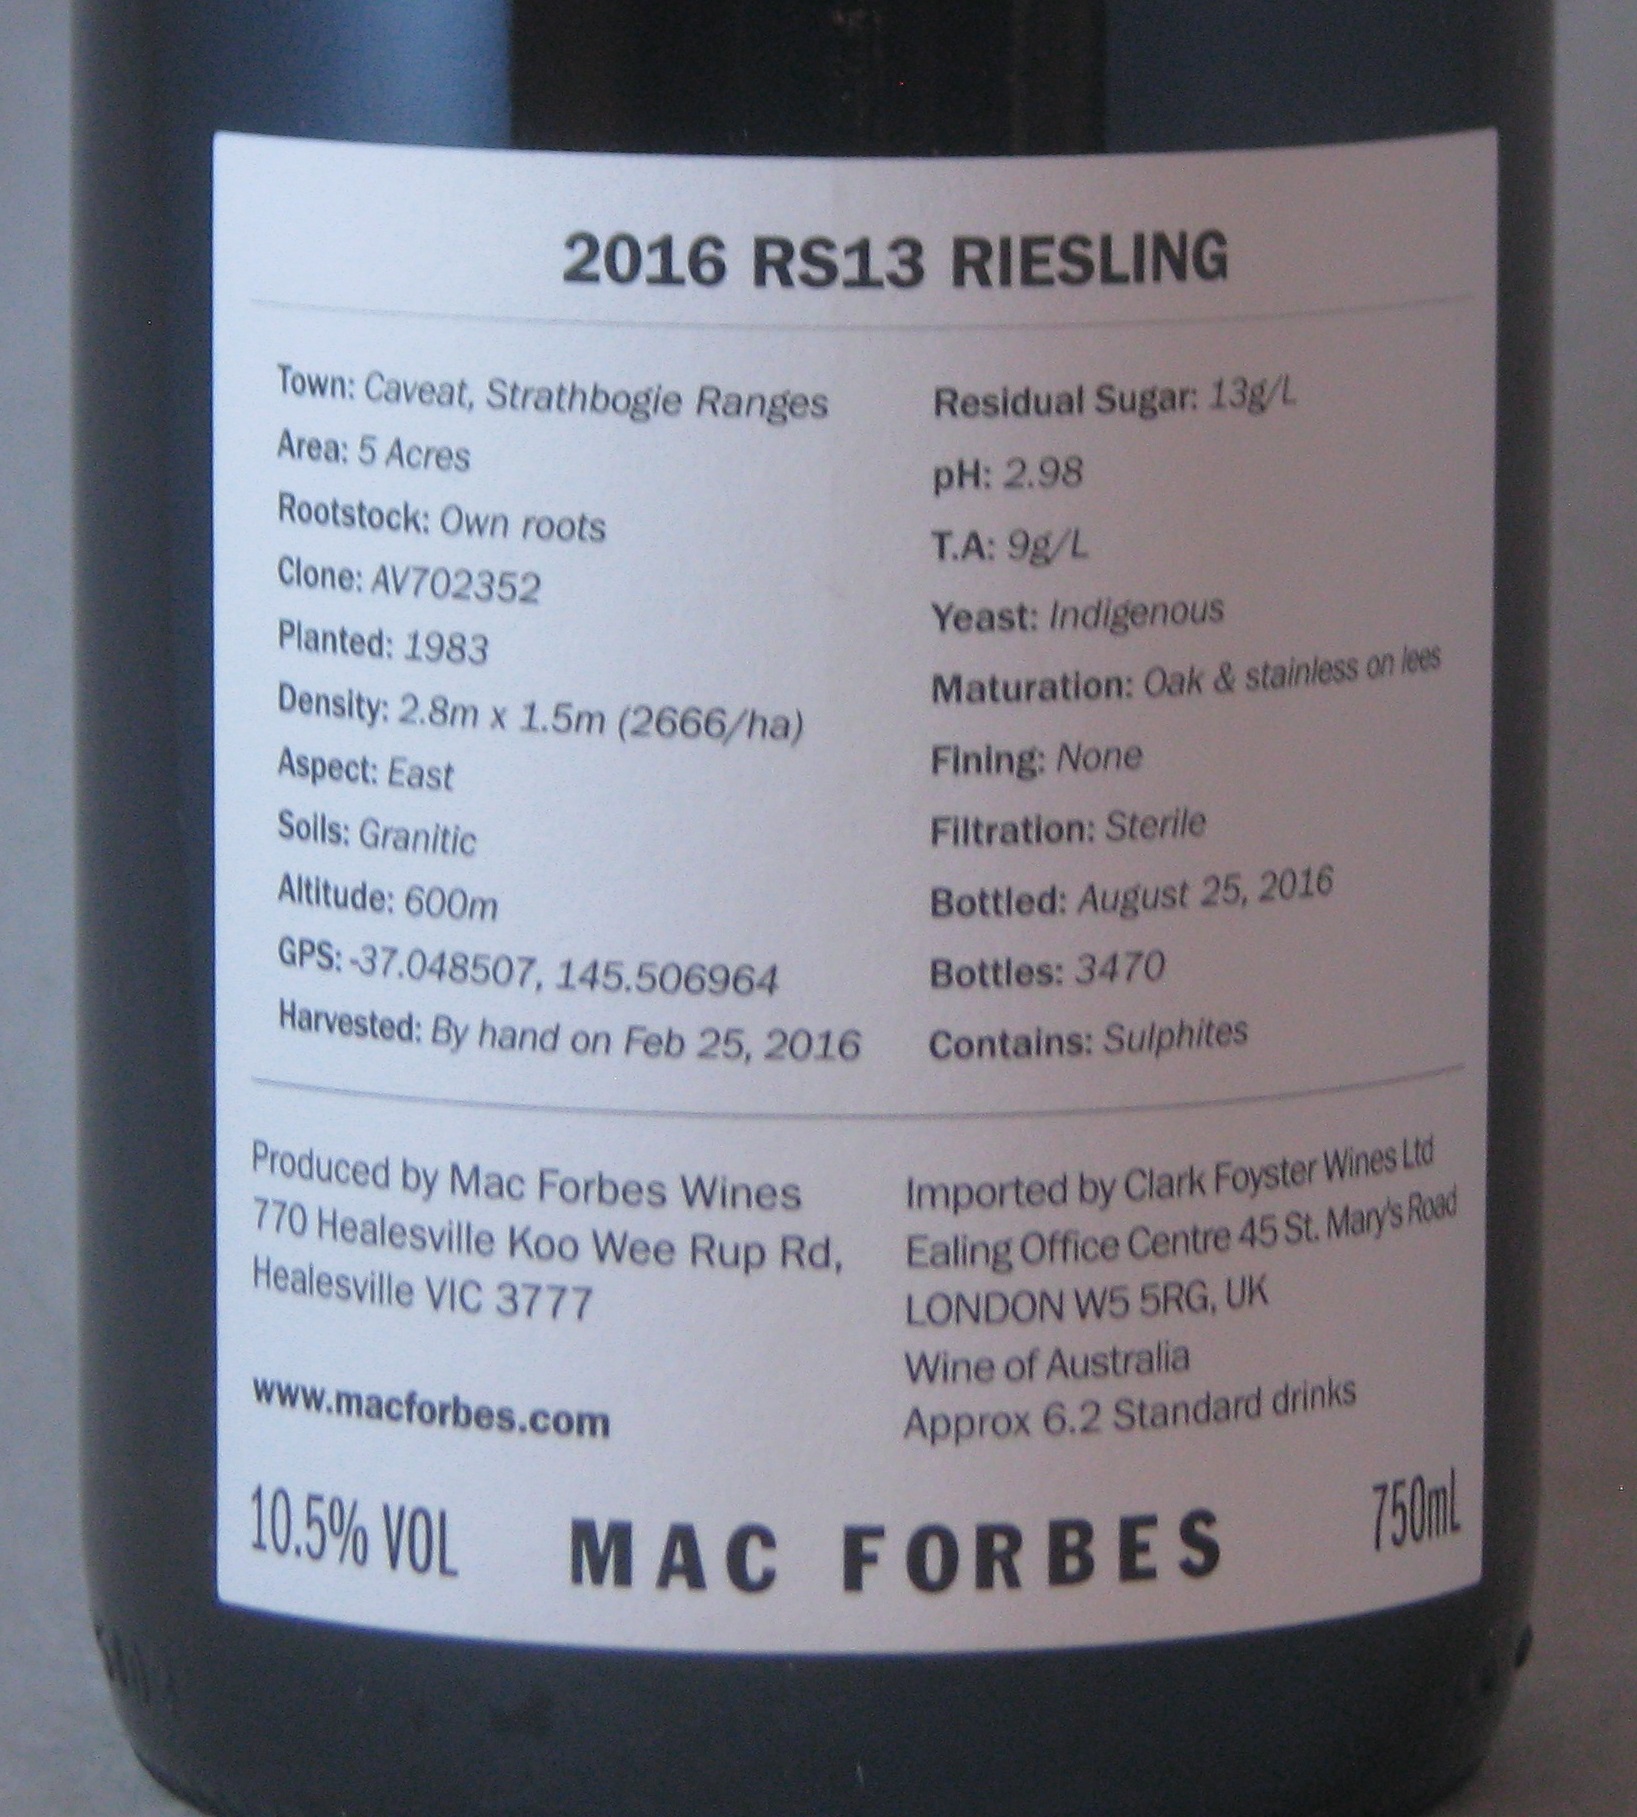 2016 RS13 RIESLING
Town: Caveat, Strathbogie Ranges
Area: 5 Acres
Rootstock: Own roots
Clone: AV702352
Planted: 1983
Density: 2.8m x 1.5m (2666/ha)
Aspect: East
Soils: Granitic
Altitude: 600m
GPS: -37.048507, 145.506964
Harvested: By hand on Feb 25, 2016
Residual Sugar: 13g/L
pH: 2.98
T.A: 9g/L
Yeast: Indigenous
Maturation: Oak & stainless on lees
Fining: None
Filtration: Sterile
Bottled: August 25, 2016
Bottles: 3470
Contains: Sulphites
Produced by Mac Forbes Wines
770 Healesville Koo Wee Rup Rd,
Healesville VIC 3777
www.macforbes.com
Imported by Clark Foyster Wines Ltd
Ealing Office Centre 45 St. Mary's Road
LONDON W5 5RG, UK
Wine of Australia
Approx 6.2 Standard drinks
10.5% VOL
MAC FORBES
750mL